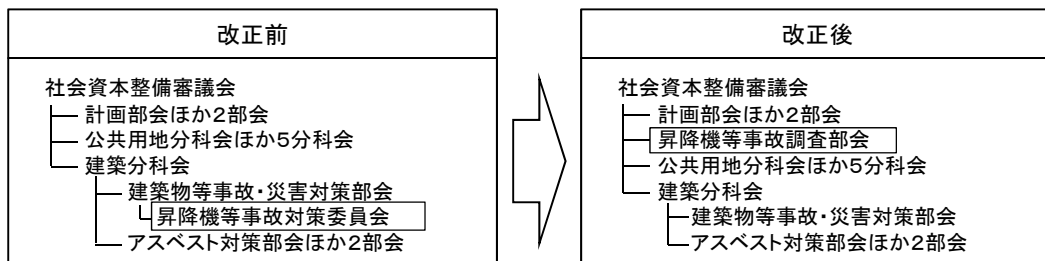 改正前
社会資本整備審議会
計画部会ほか2部会
公共用地分科会ほか5分科会
建築分科会
建築物等事故・災害対策部会
昇降機等事故対策委員会
アスベスト対策部会ほか2部会
改正後
社会資本整備審議会
計画部会ほか2部会
昇降機等事故調査部会
公共用地分科会ほか5分科会
建築分科会
建築物等事故・災害対策部会
アスベスト対策部会ほか2部会